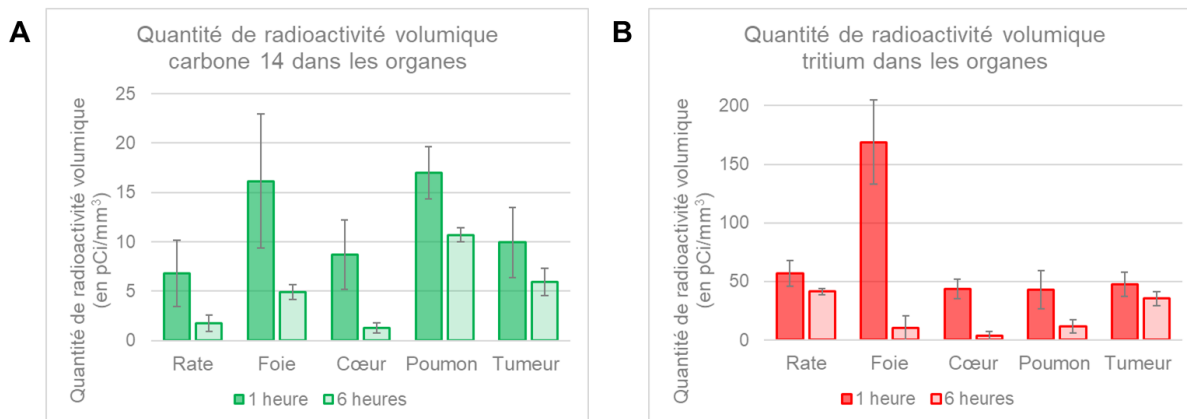 A
Quantité de radioactivité volumique
carbone 14 dans les organes
Quantité de radioactivité volumique
(en pCi/mm³)
25
20
15
10
5
0
Rate Foie Cœur Poumon Tumeur
1 heure 6 heures
B
Quantité de radioactivité volumique
tritium dans les organes
Quantité de radioactivité volumique
(en pCi/mm³)
200
150
100
50
0
Rate Foie Cœur Poumon Tumeur
1 heure 6 heures